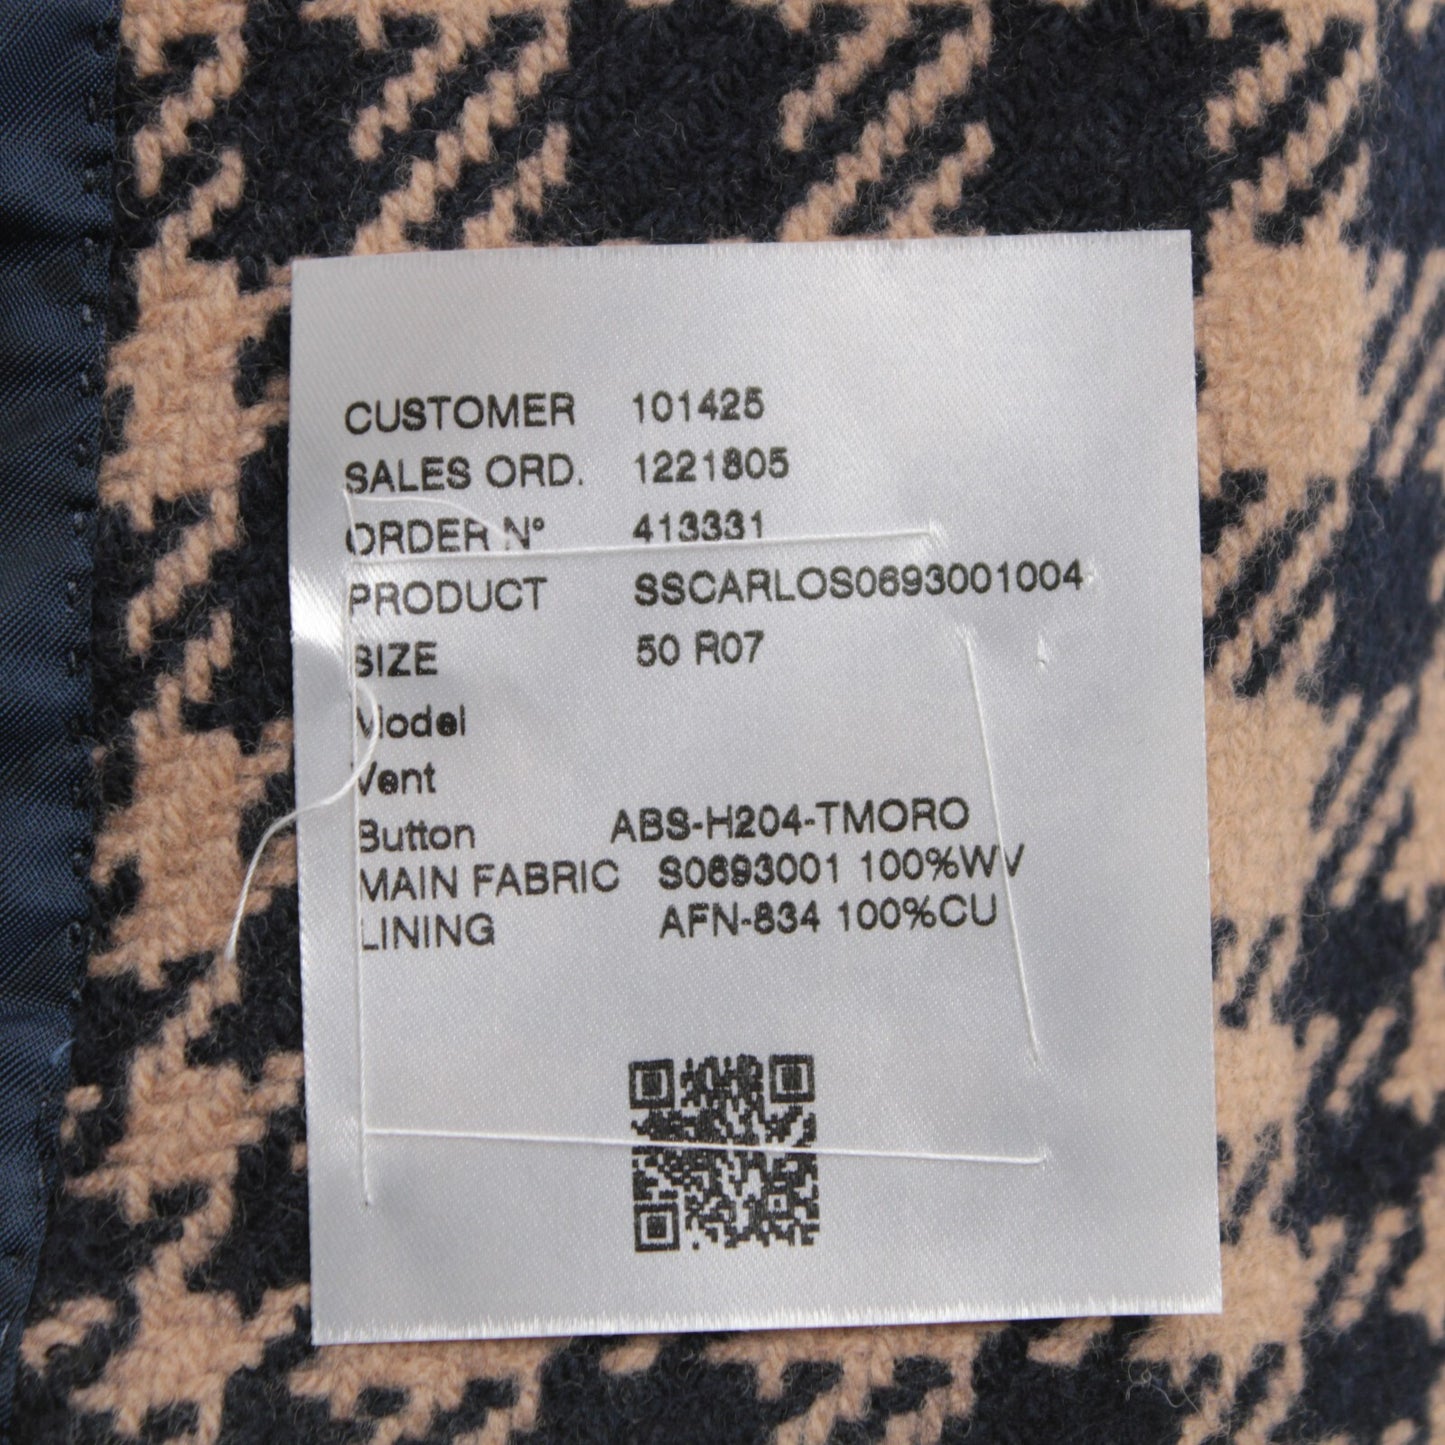 CUSTOMER 101425
SALES ORD. 1221805
ORDER N° 413331
PRODUCT SSCARLOS0693001004
SIZE 50 R07
Model
Vent
Button ABS-H204-TMORO
MAIN FABRIC S0693001 100%WV
LINING AFN-834 100%CU